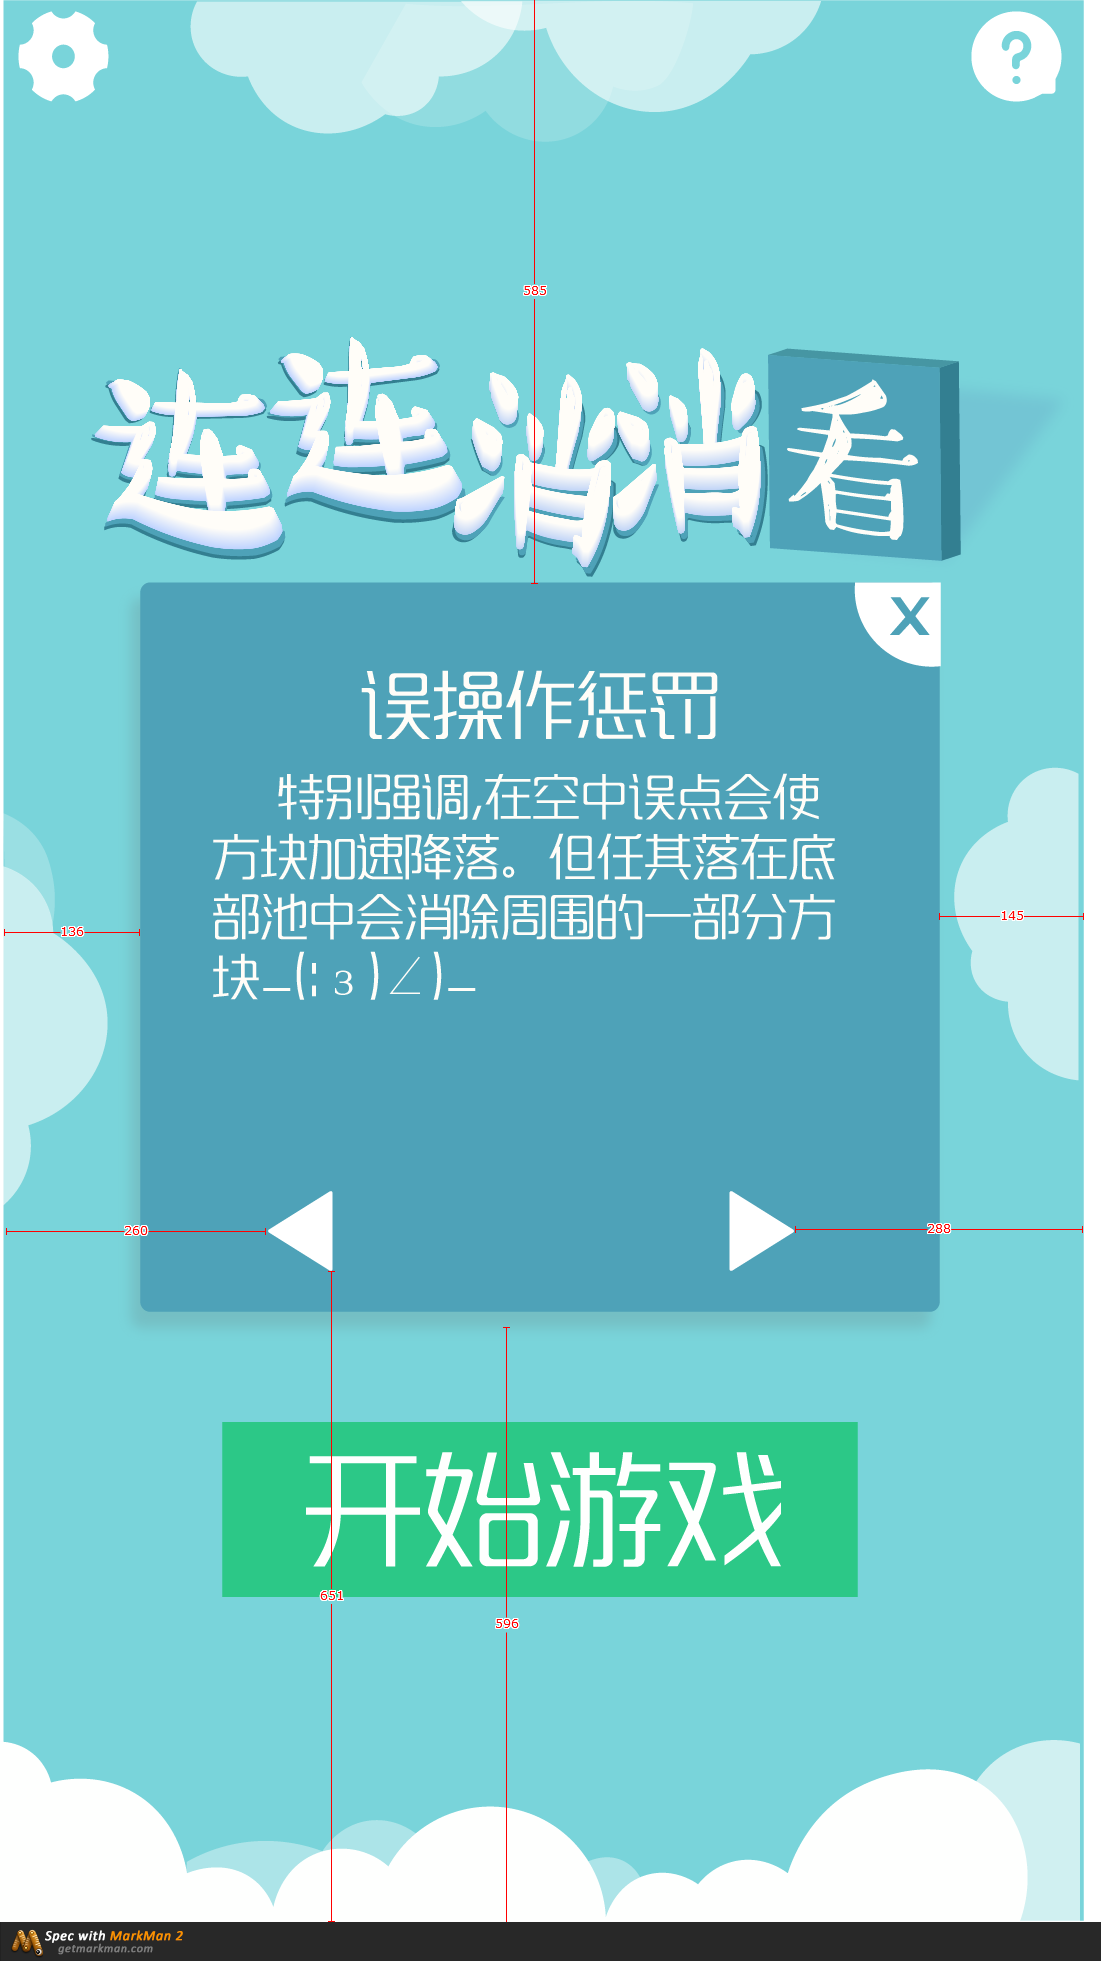 585
连连消消看
X
误操作惩罚
特别强调,在空中误点会使
方块加速降落。但任其落在底
部池中会消除周围的一部分方
块_(:з)∠)_
136
145
260
288
开始游戏
651
596
Spec with MarkMan 2
getmarkman.com